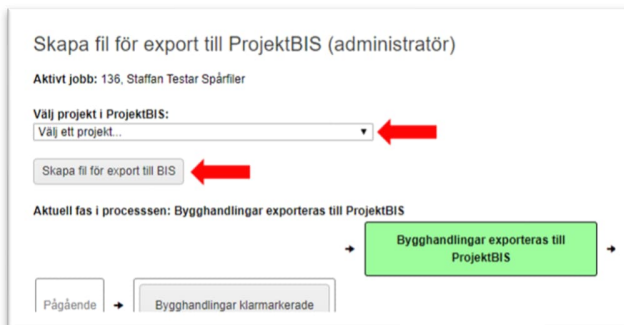 Skapa fil för export till ProjektBIS (administratör)
Aktivt jobb: 136, Staffan Testar Spårfiler
Välj projekt i ProjektBIS:
Välj ett projekt...
Skapa fil för export till BIS
Aktuell fas i processsen: Bygghandlingar exporteras till ProjektBIS
Bygghandlingar exporteras till
ProjektBIS
Pågående
Bygghandlingar klarmarkerade